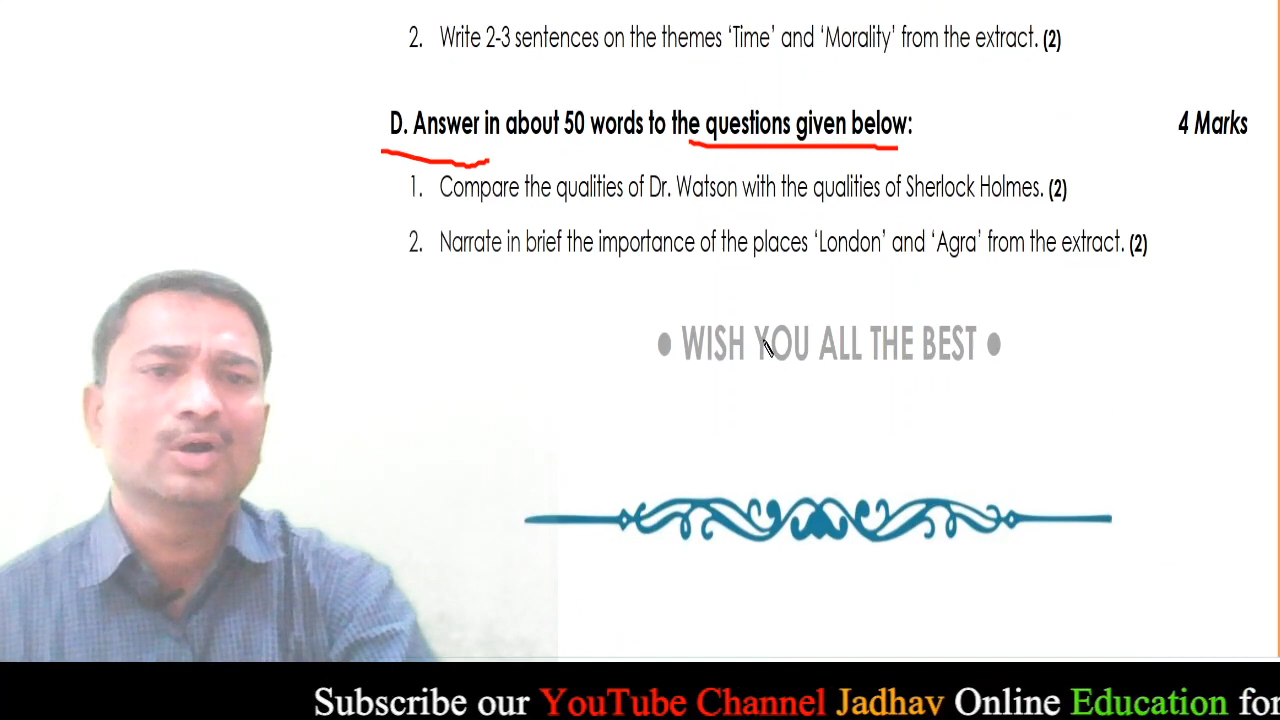 2. Write 2-3 sentences on the themes ‘Time’ and ‘Morality’ from the extract. (2)
D. Answer in about 50 words to the questions given below: 4 Marks
1. Compare the qualities of Dr. Watson with the qualities of Sherlock Holmes. (2)
2. Narrate in brief the importance of the places ‘London’ and ‘Agra’ from the extract. (2)
● WISH YOU ALL THE BEST ●
Subscribe our YouTube Channel Jadhav Online Education for